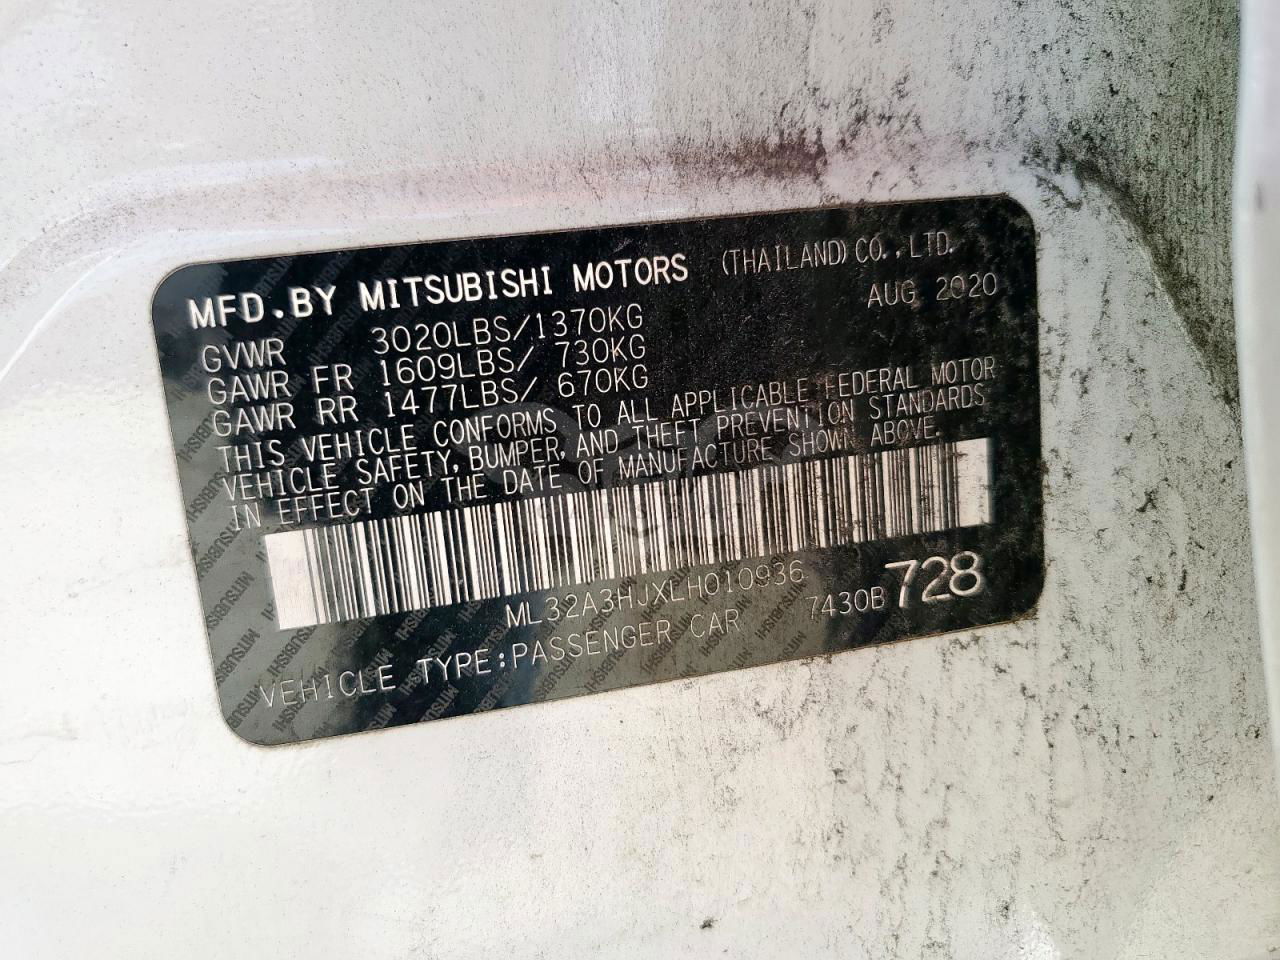 MFD.BY MITSUBISHI MOTORS (THAILAND) CO.,LTD.
AUG 2020
GVWR 3020LBS/1370KG
GAWR FR 1609LBS/ 730KG
GAWR RR 1477LBS/ 670KG
THIS VEHICLE CONFORMS TO ALL APPLICABLE FEDERAL MOTOR
VEHICLE SAFETY, BUMPER, AND THEFT PREVENTION STANDARDS
IN EFFECT ON THE DATE OF MANUFACTURE SHOWN ABOVE.
ML32A3HJXLH010936
7430B 728
VEHICLE TYPE:PASSENGER CAR